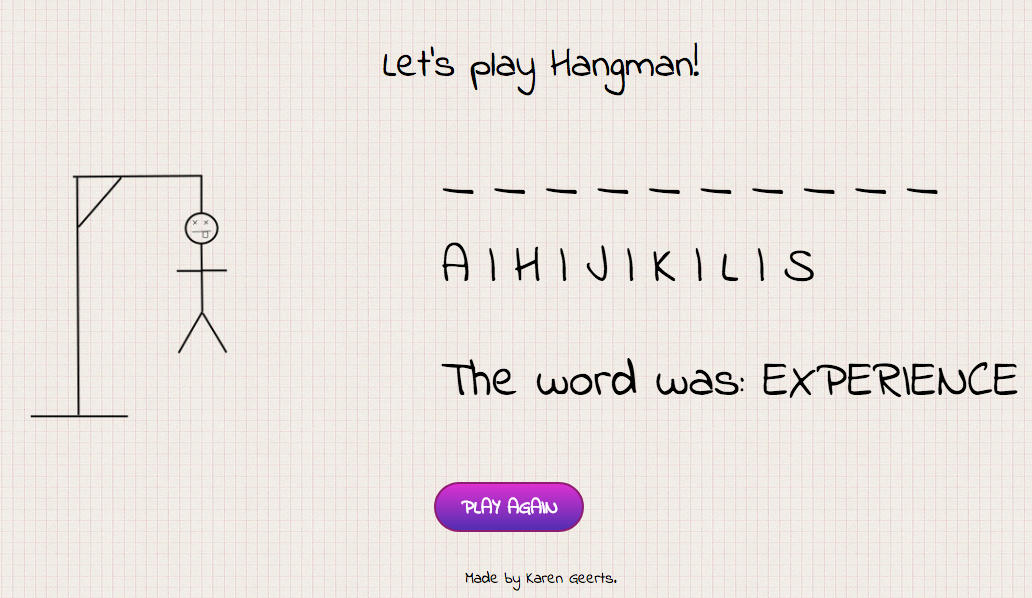 Let's play Hangman!
_ _ _ _ _ _ _ _ _ _
A | H | J | K | L | S
The word was: EXPERIENCE
PLAY AGAIN
Made by Karen Geerts.